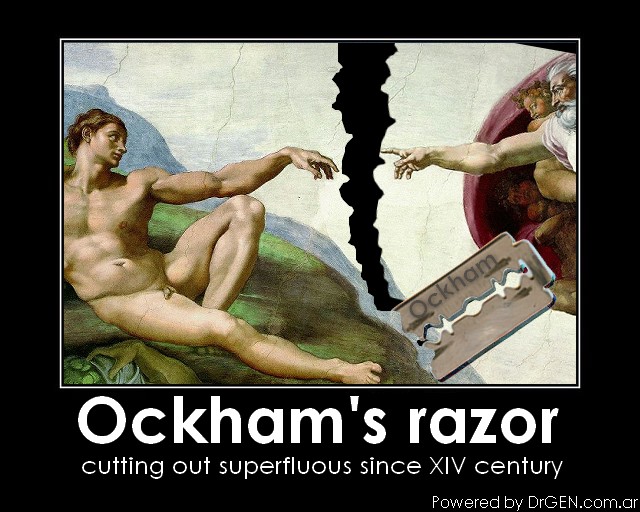 Ockham
Ockham's razor
cutting out superfluous since XIV century
Powered by DrGEN.com.ar